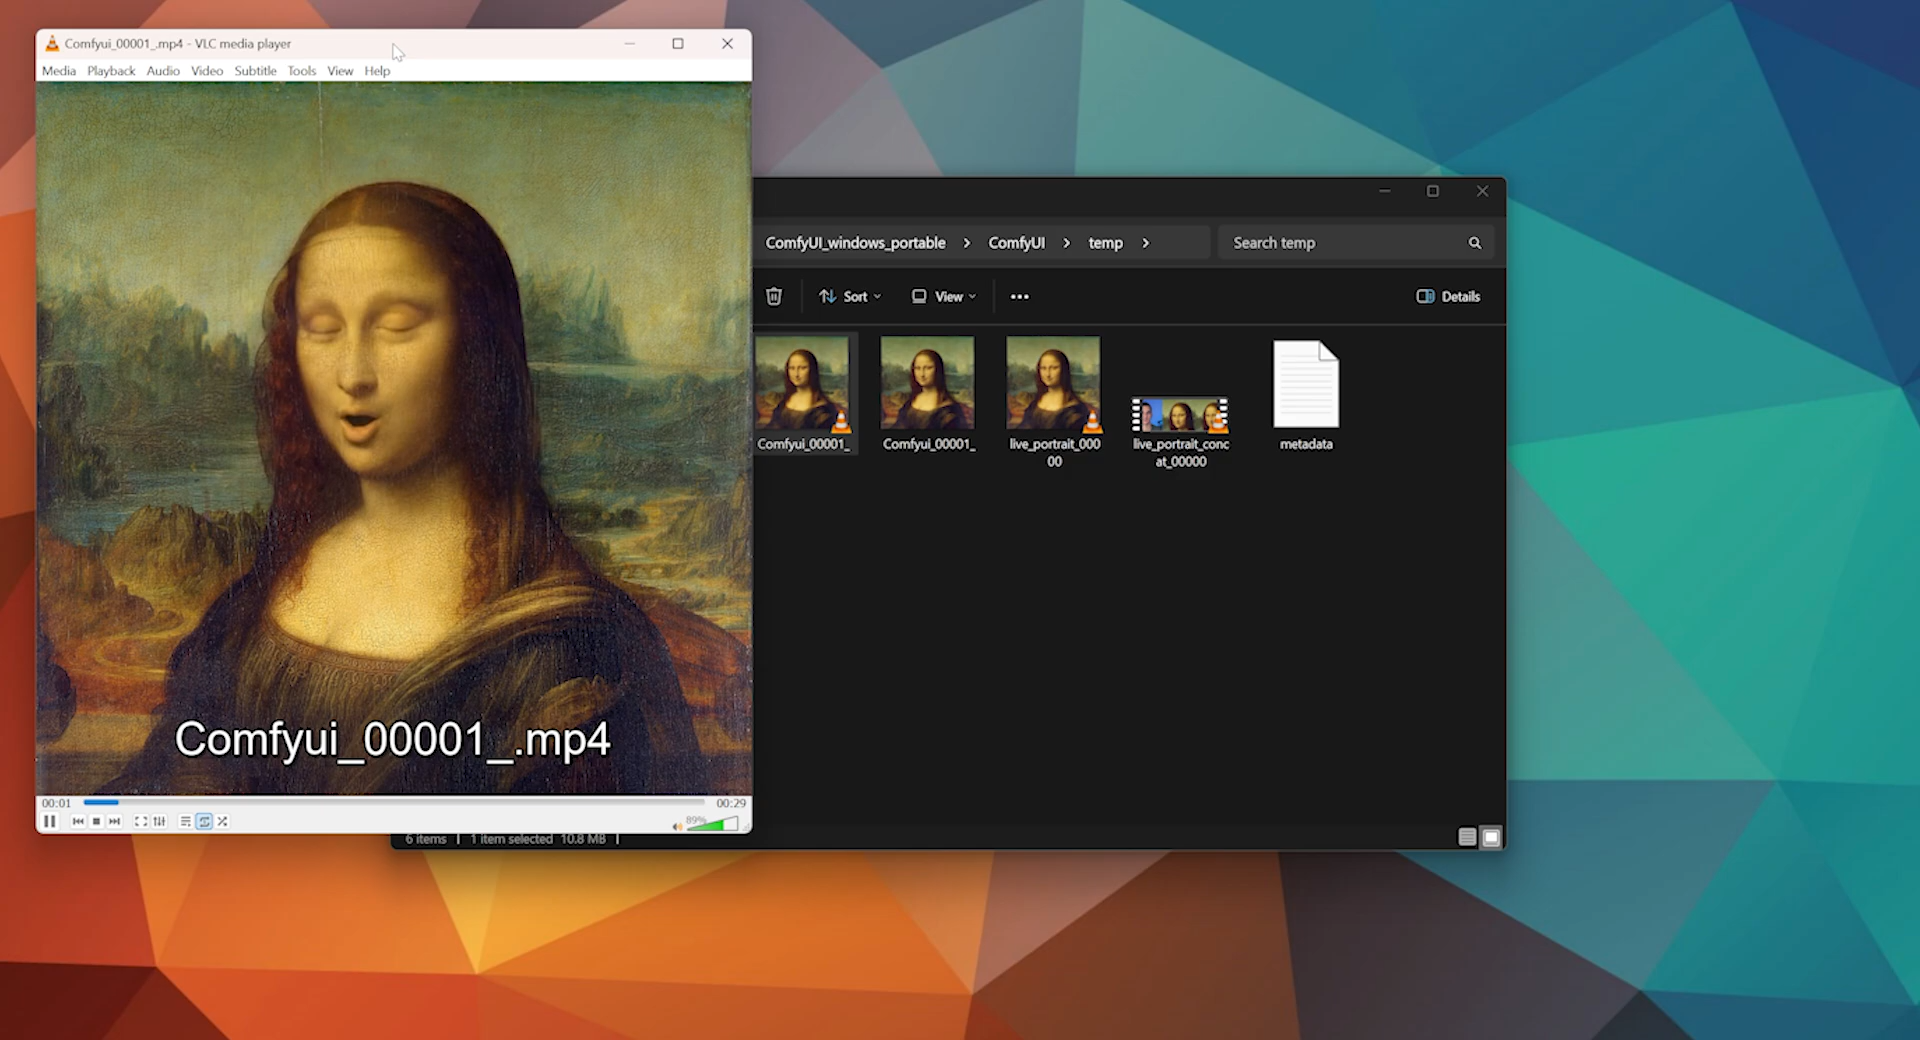 Comfyui_00001_.mp4 - VLC media player
Media Playback Audio Video Subtitle Tools View Help
Comfyui_00001_.mp4
00:01 00:29
89%
ComfyUI_windows_portable > ComfyUI > temp >
Search temp
Sort View ••• Details
Comfyui_00001_
Comfyui_00001_
live_portrait_000
00
live_portrait_conc
at_00000
metadata
6 items 1 item selected 10.8 MB